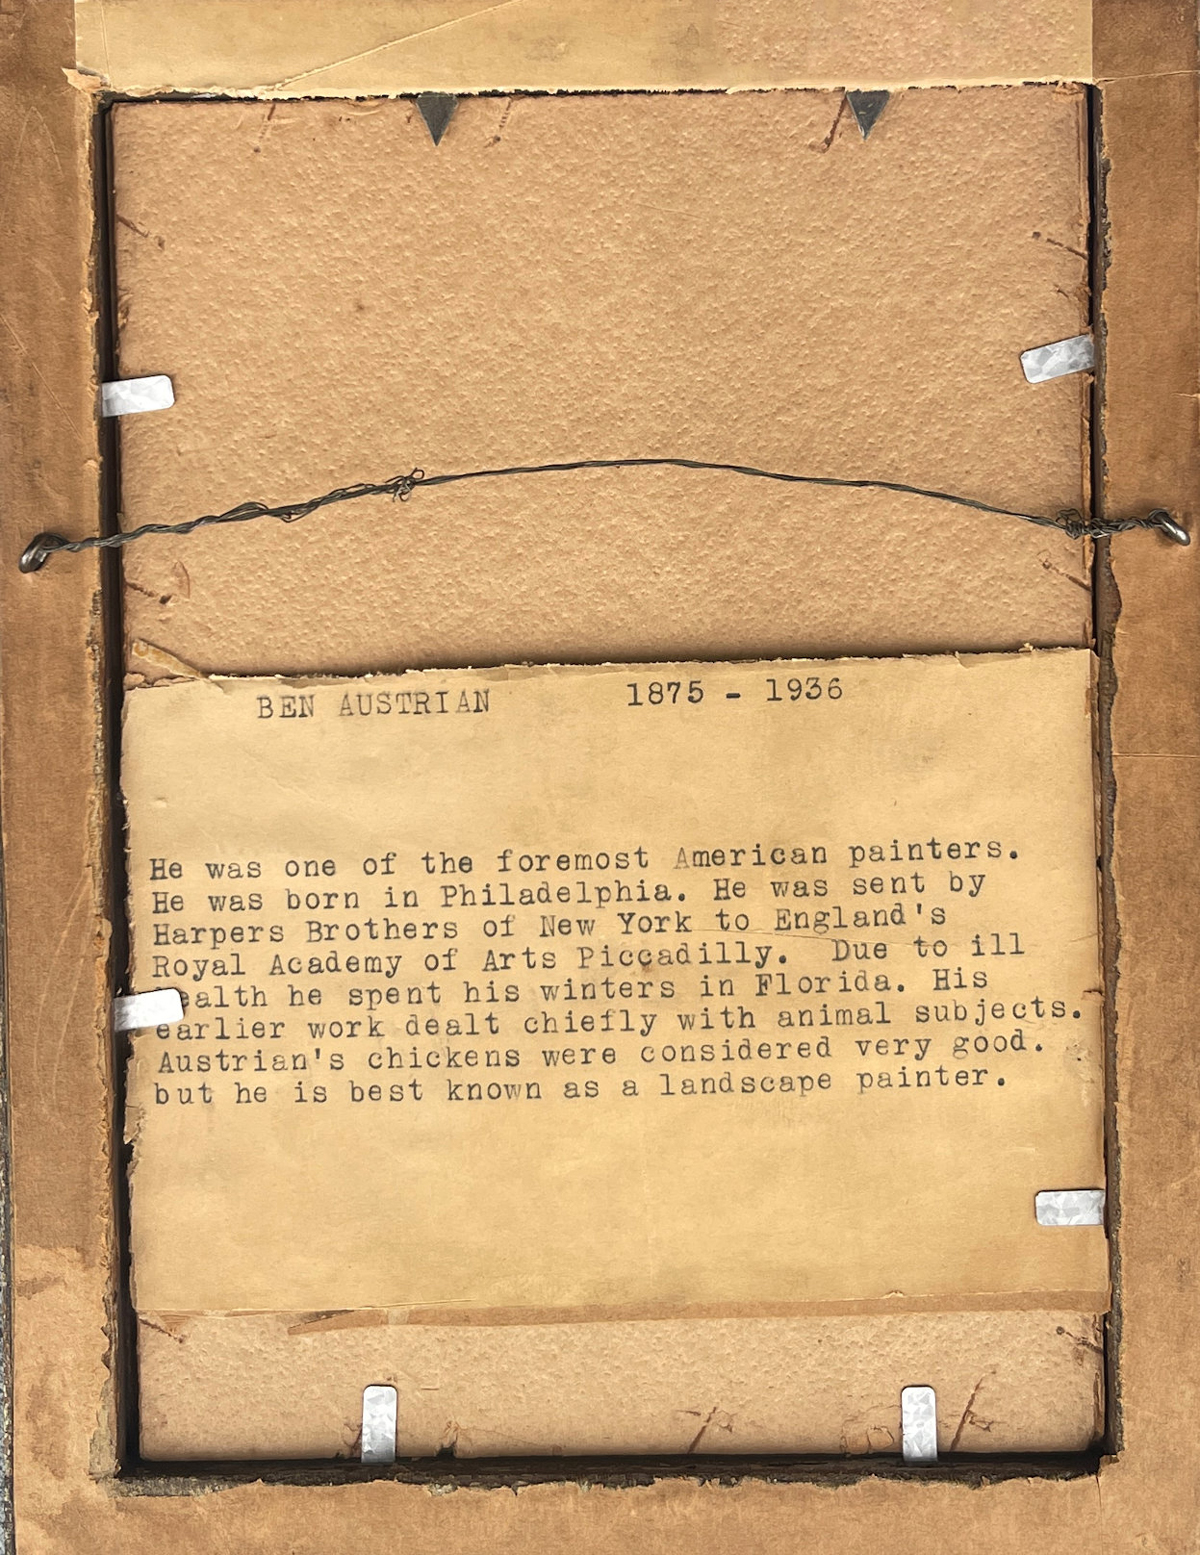 BEN AUSTRIAN 1875 - 1936
He was one of the foremost American painters.
He was born in Philadelphia. He was sent by
Harpers Brothers of New York to England's
Royal Academy of Arts Piccadilly. Due to ill
ealth he spent his winters in Florida. His
earlier work dealt chiefly with animal subjects.
Austrian's chickens were considered very good.
but he is best known as a landscape painter.